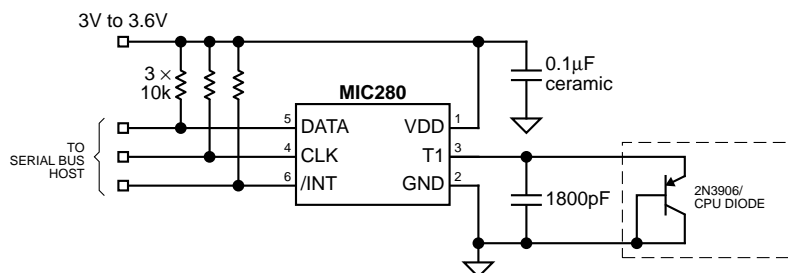 3V to 3.6V
3 ×
10k
MIC280
0.1µF
ceramic
TO
SERIAL BUS
HOST
5 DATA
4 CLK
6 /INT
VDD 1
T1 3
GND 2
1800pF
2N3906/
CPU DIODE